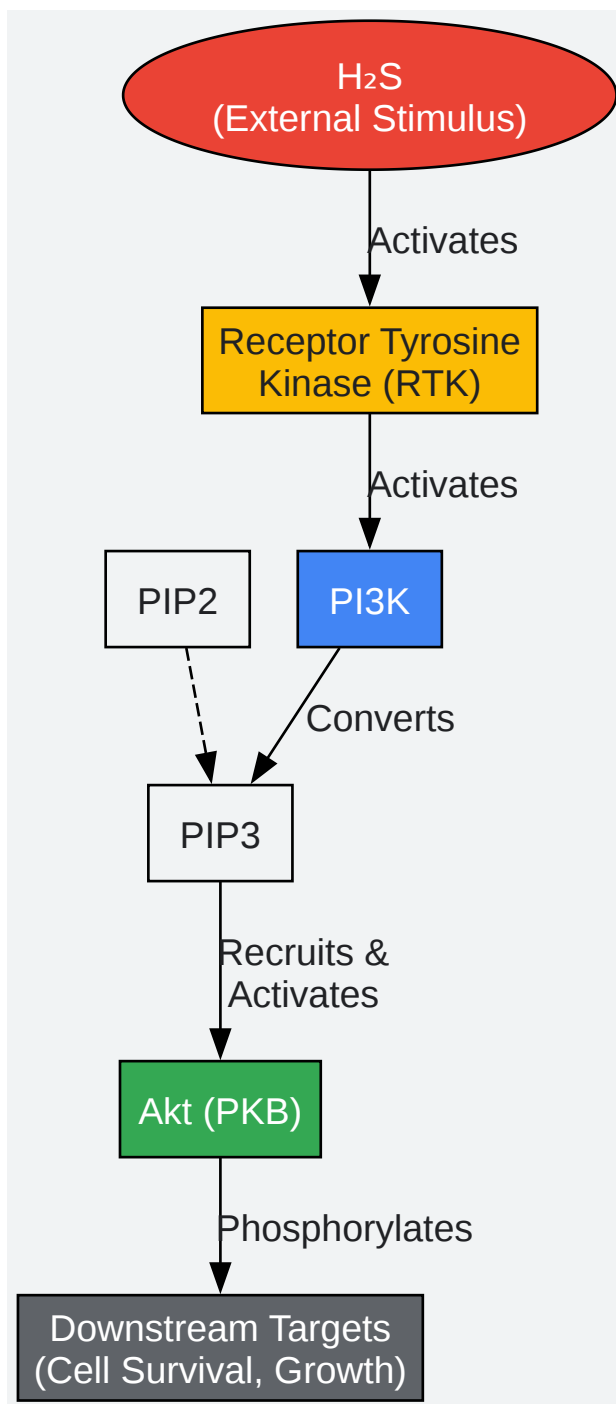 H₂S
(External Stimulus)
Activates
Receptor Tyrosine
Kinase (RTK)
Activates
PIP2
PI3K
Converts
PIP3
Recruits &
Activates
Akt (PKB)
Phosphorylates
Downstream Targets
(Cell Survival, Growth)